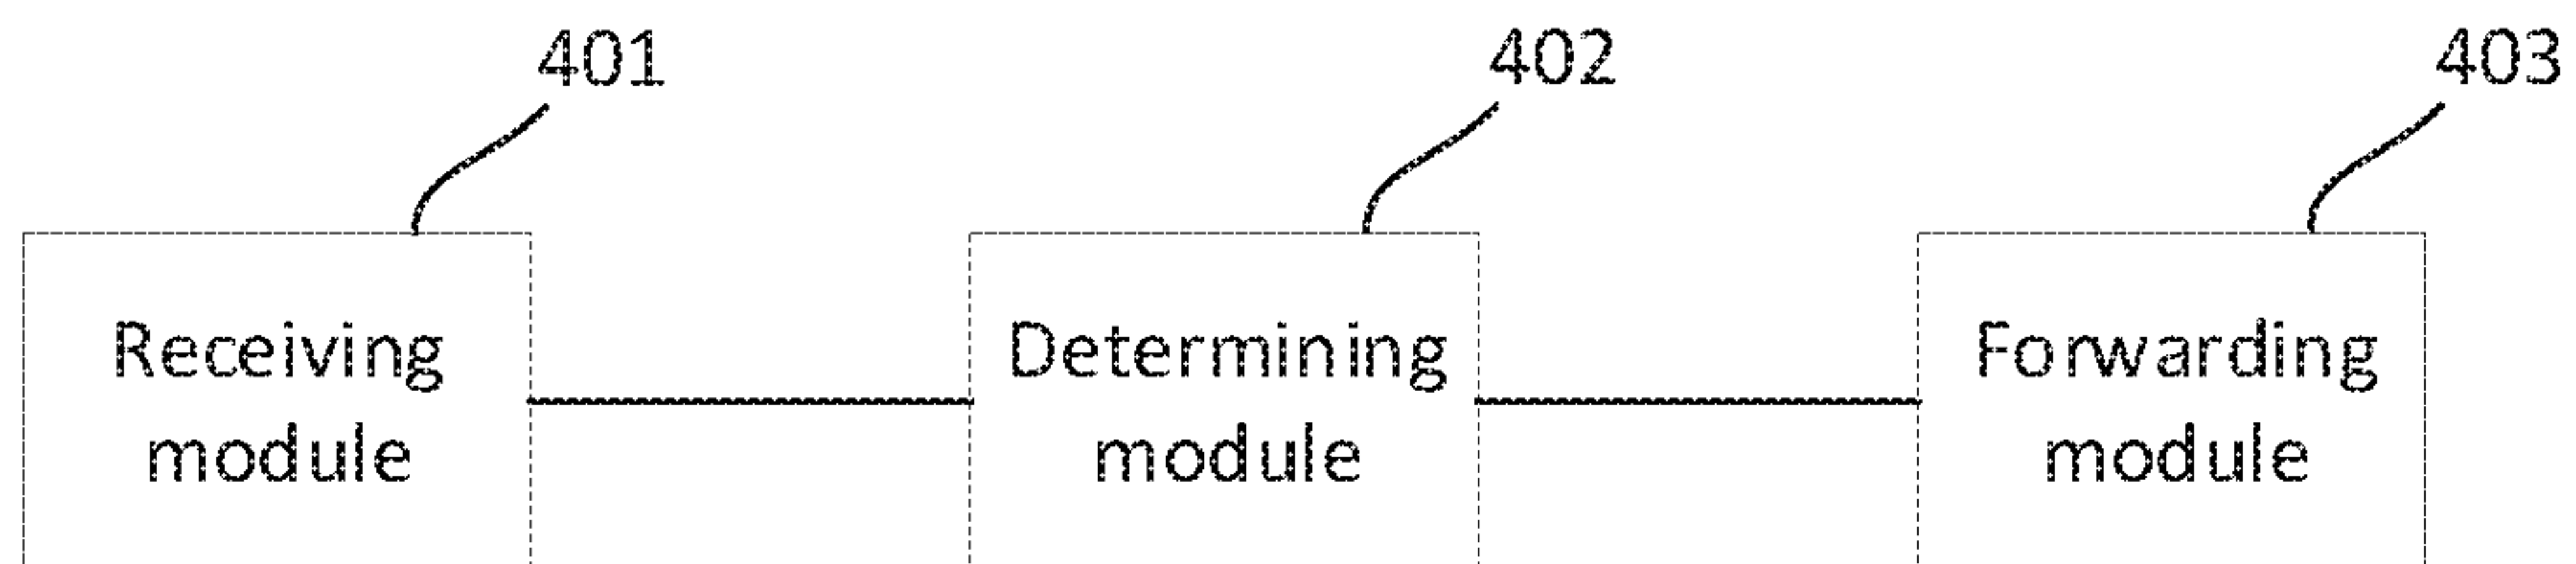 401
402
403
Receiving
module
Determining
module
Forwarding
module